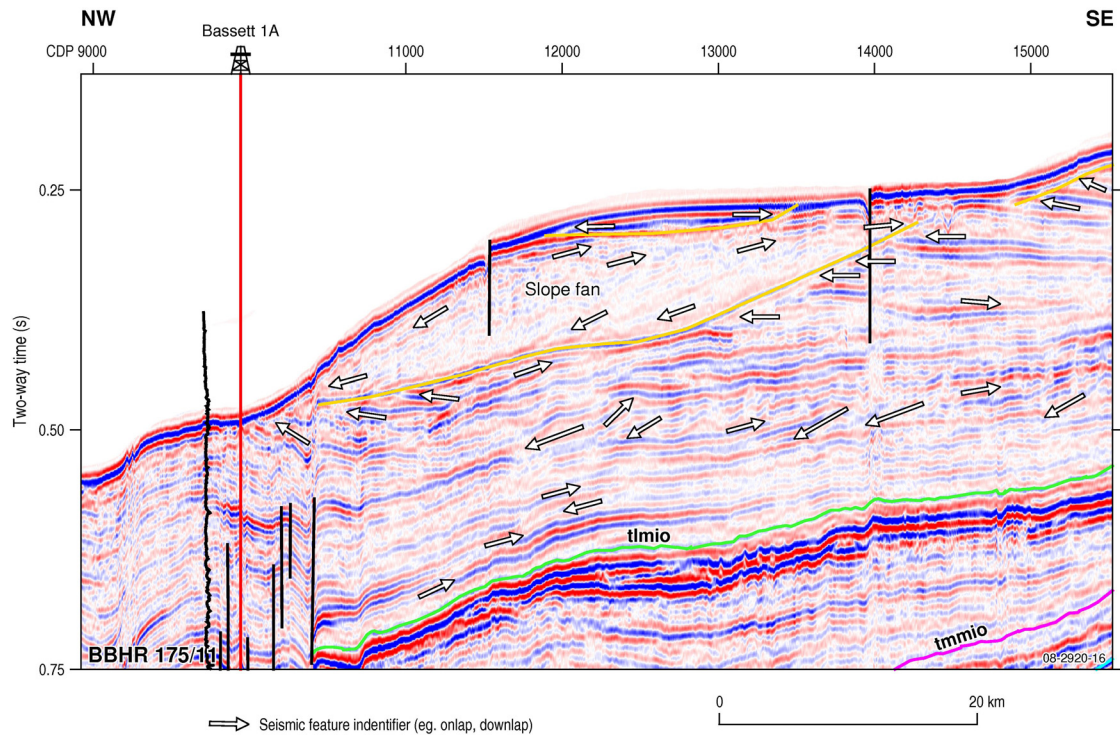 NW
SE
Bassett 1A
CDP 9000
11000
12000
13000
14000
15000
0.25
Slope fan
Two-way time (s)
0.50
tlmio
tmmio
0.75
BBHR 175/11
08-2920-16
0
20 km
Seismic feature indentifier (eg. onlap, downlap)